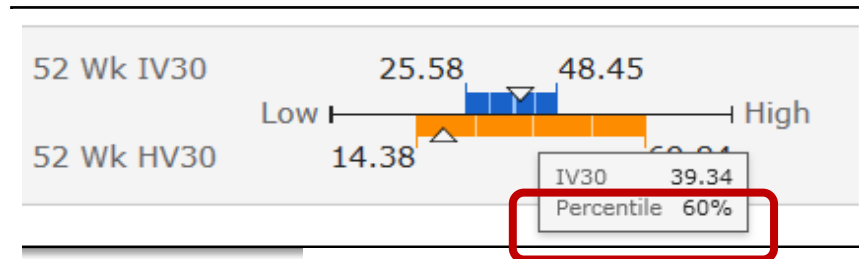 52 Wk IV30 25.58 48.45
Low High
52 Wk HV30 14.38
IV30 39.34
Percentile 60%